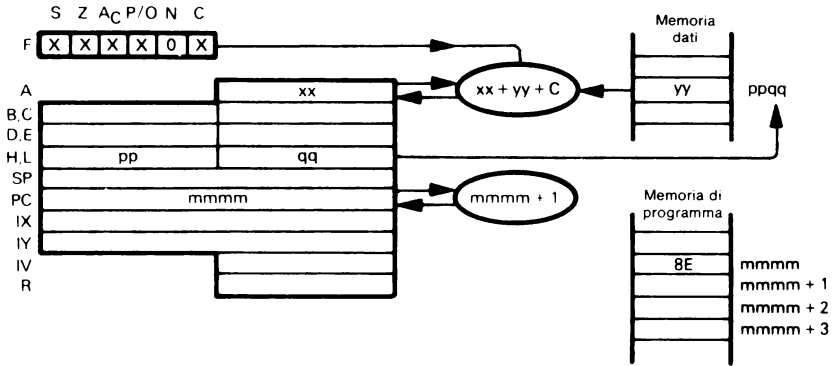 S Z AC P/O N C
F X X X X 0 X
Memoria
dati
A xx
xx + yy + C
yy
ppqq
B,C
D,E
H,L pp qq
SP
PC mmmm
mmmm + 1
IX
IY
IV
R
Memoria di
programma
8E mmmm
mmmm + 1
mmmm + 2
mmmm + 3